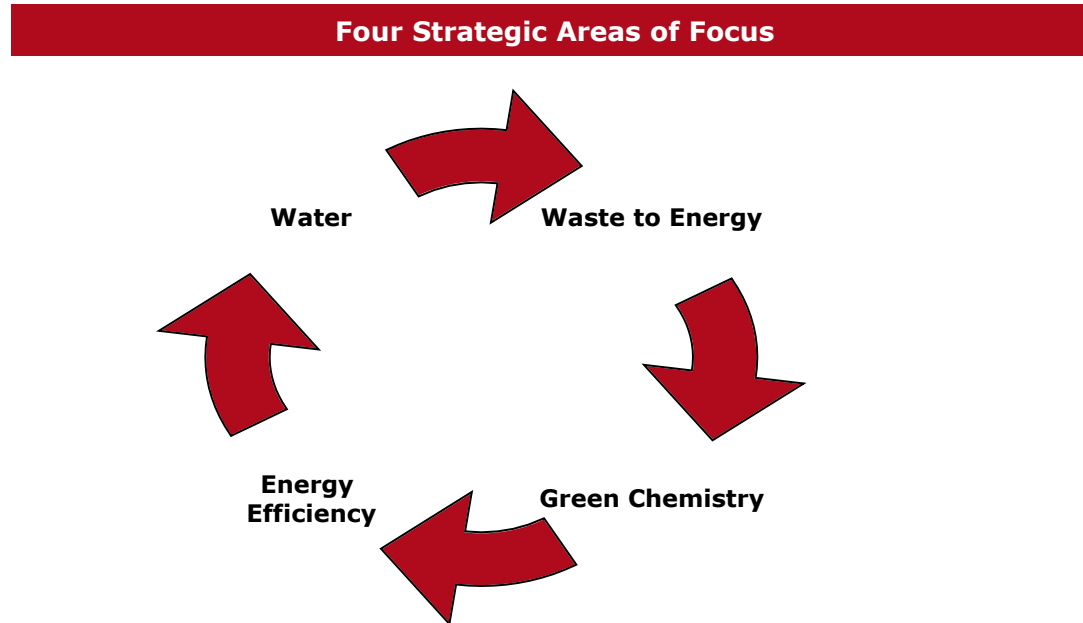 Four Strategic Areas of Focus
Water
Waste to Energy
Energy
Efficiency
Green Chemistry